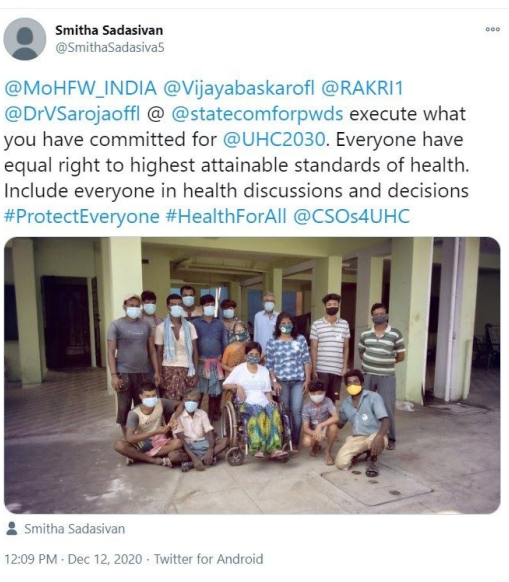 Smitha Sadasivan
@SmithaSadasiva5
@MoHFW_INDIA @Vijayabaskarofl @RAKRI1
@DrVSarojaoffl @ @statecomforpwds execute what
you have committed for @UHC2030. Everyone have
equal right to highest attainable standards of health.
Include everyone in health discussions and decisions
#ProtectEveryone #HealthForAll @CSOs4UHC
Smitha Sadasivan
12:09 PM · Dec 12, 2020 · Twitter for Android